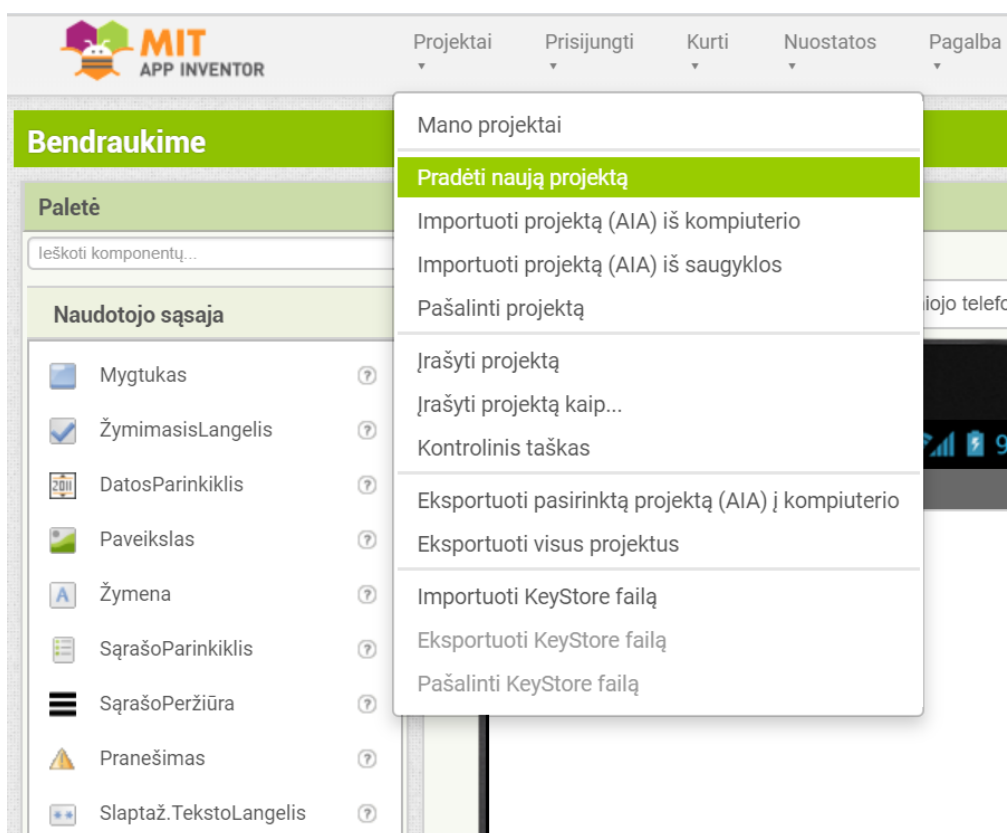 MIT
APP INVENTOR
Projektai
Prisijungti
Kurti
Nuostatos
Pagalba
Bendraukime
Mano projektai
Pradėti naują projektą
Importuoti projektą (AIA) iš kompiuterio
Importuoti projektą (AIA) iš saugyklos
Pašalinti projektą
Įrašyti projektą
Įrašyti projektą kaip...
Kontrolinis taškas
Eksportuoti pasirinktą projektą (AIA) į kompiuterio
Eksportuoti visus projektus
Importuoti KeyStore failą
Eksportuoti KeyStore failą
Pašalinti KeyStore failą
Paletė
Ieškoti komponentų...
Naudotojo sąsaja
Mygtukas
ŽymimasisLangelis
2011 DatosParinkiklis
Paveikslas
A Žymena
SąrašoParinkiklis
SąrašoPeržiūra
Pranešimas
Slaptaž.TekstoLangelis
9